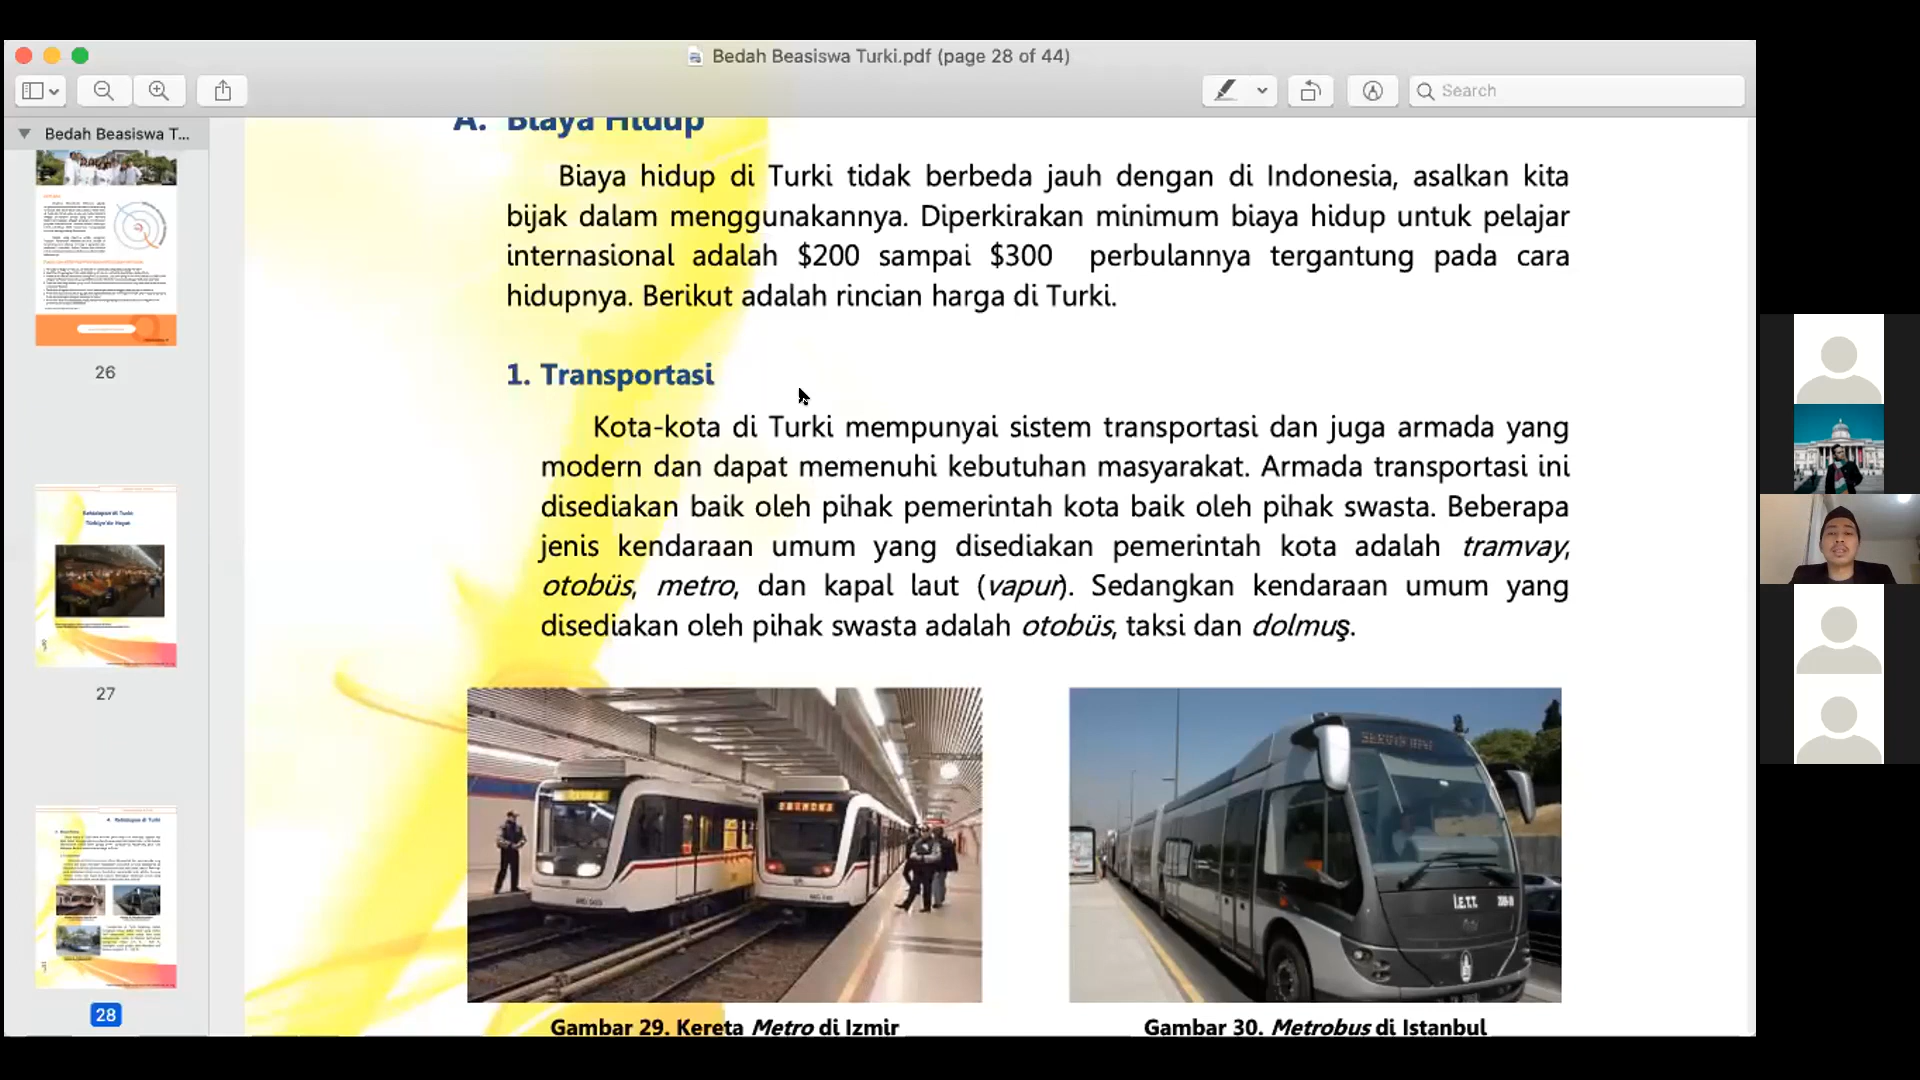 Bedah Beasiswa Turki.pdf (page 28 of 44)
Search
Bedah Beasiswa T...
26
27
28
A. Biaya Hidup
Biaya hidup di Turki tidak berbeda jauh dengan di Indonesia, asalkan kita
bijak dalam menggunakannya. Diperkirakan minimum biaya hidup untuk pelajar
internasional adalah $200 sampai $300 perbulannya tergantung pada cara
hidupnya. Berikut adalah rincian harga di Turki.
1. Transportasi
Kota-kota di Turki mempunyai sistem transportasi dan juga armada yang
modern dan dapat memenuhi kebutuhan masyarakat. Armada transportasi ini
disediakan baik oleh pihak pemerintah kota baik oleh pihak swasta. Beberapa
jenis kendaraan umum yang disediakan pemerintah kota adalah tramvay,
otobüs, metro, dan kapal laut (vapur). Sedangkan kendaraan umum yang
disediakan oleh pihak swasta adalah otobüs, taksi dan dolmuş.
İ.E.T.T.
Gambar 29. Kereta Metro di Izmir
Gambar 30. Metrobus di Istanbul